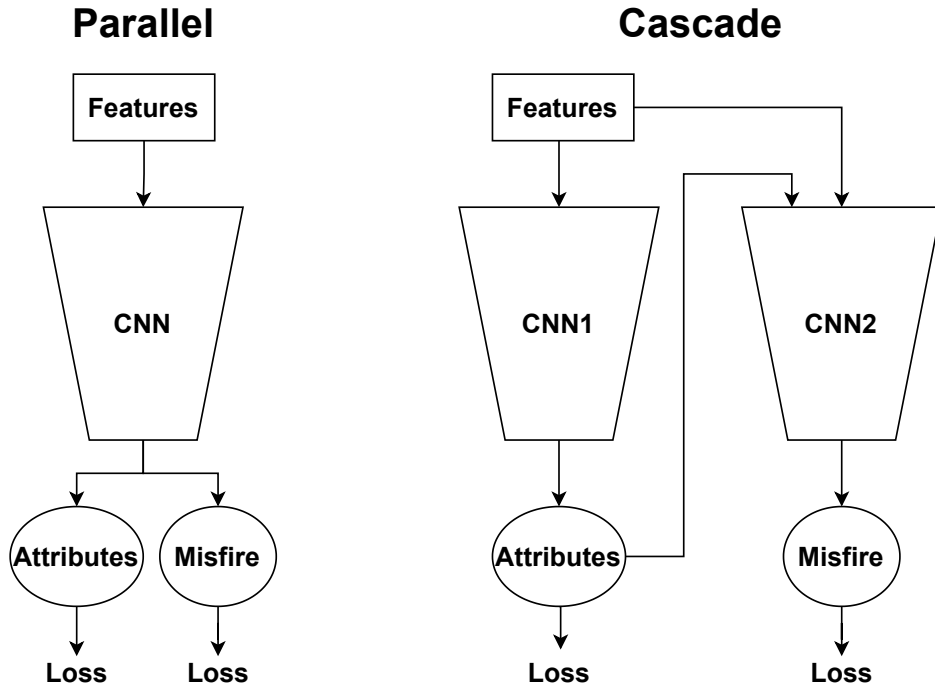 Parallel
Features
CNN
Attributes
Misfire
Loss
Loss
Cascade
Features
CNN1
CNN2
Attributes
Misfire
Loss
Loss